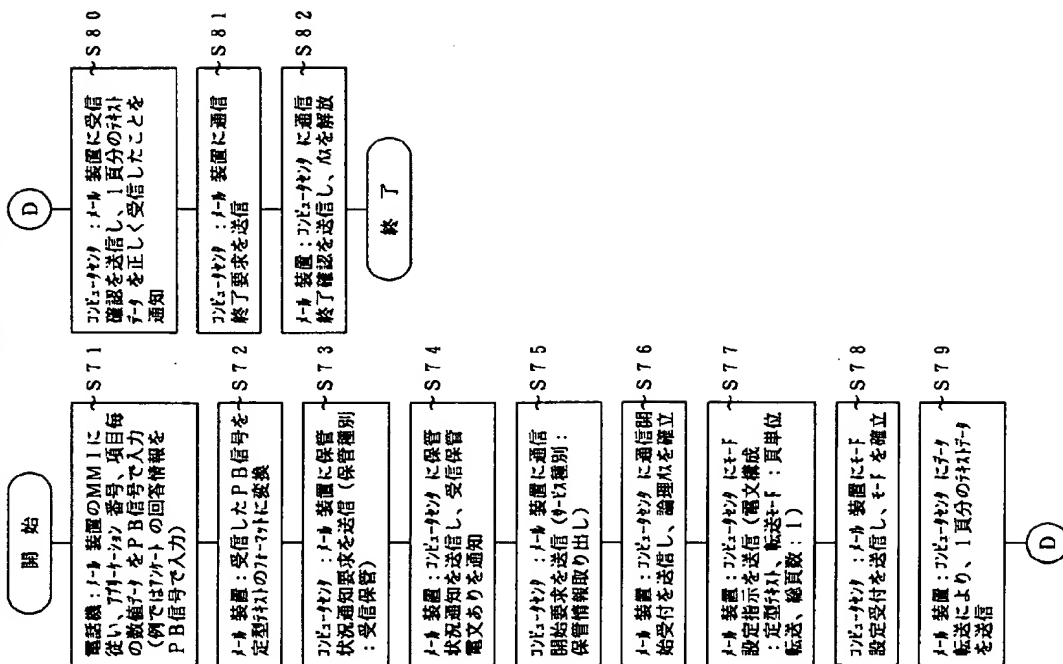 開始
電話機：ﾒｰﾙ 装置のMMIに
従い、ｱﾌﾟﾘｹｰｼｮﾝ 番号、項目毎
の数値ﾃﾞｰﾀ をPB信号で入力
（例ではｱﾝｹｰﾄ の回答情報を
PB信号で入力）
~S71
ﾒｰﾙ 装置：受信したPB信号を
定型ﾃｷｽﾄのﾌｫｰﾏｯﾄに変換
~S72
ｺﾝﾋﾟｭｰﾀｾﾝﾀ ：ﾒｰﾙ 装置に保管
状況通知要求を送信（保管種別
：受信保管）
~S73
ﾒｰﾙ 装置：ｺﾝﾋﾟｭｰﾀｾﾝﾀ に保管
状況通知を送信し、受信保管
電文ありを通知
~S74
ｺﾝﾋﾟｭｰﾀｾﾝﾀ ：ﾒｰﾙ 装置に通信
開始要求を送信（ｻｰﾋﾞｽ種別：
保管情報取り出し）
~S75
ﾒｰﾙ 装置：ｺﾝﾋﾟｭｰﾀｾﾝﾀ に通信開
始受付を送信し、論理ﾊﾟｽを確立
~S76
ﾒｰﾙ 装置：ｺﾝﾋﾟｭｰﾀｾﾝﾀ にﾓｰﾄﾞ
設定指示を送信（電文構成
：定型ﾃｷｽﾄ、転送ﾓｰﾄﾞ：頁単位
転送、総頁数：1）
~S77
ｺﾝﾋﾟｭｰﾀｾﾝﾀ ：ﾒｰﾙ 装置にﾓｰﾄﾞ
設定受付を送信し、ﾓｰﾄﾞ を確立
~S78
ﾒｰﾙ 装置：ｺﾝﾋﾟｭｰﾀｾﾝﾀ にﾃﾞｰﾀ
転送により、1頁分のﾃｷｽﾄﾃﾞｰﾀ
を送信
~S79
D
D
ｺﾝﾋﾟｭｰﾀｾﾝﾀ ：ﾒｰﾙ 装置に受信
確認を送信し、1頁分のﾃｷｽﾄ
ﾃﾞｰﾀ を正しく受信したことを
通知
~S80
ｺﾝﾋﾟｭｰﾀｾﾝﾀ ：ﾒｰﾙ 装置に通信
終了要求を送信
~S81
ﾒｰﾙ 装置：ｺﾝﾋﾟｭｰﾀｾﾝﾀ に通信
終了確認を送信し、ﾊﾟｽを解放
~S82
終了